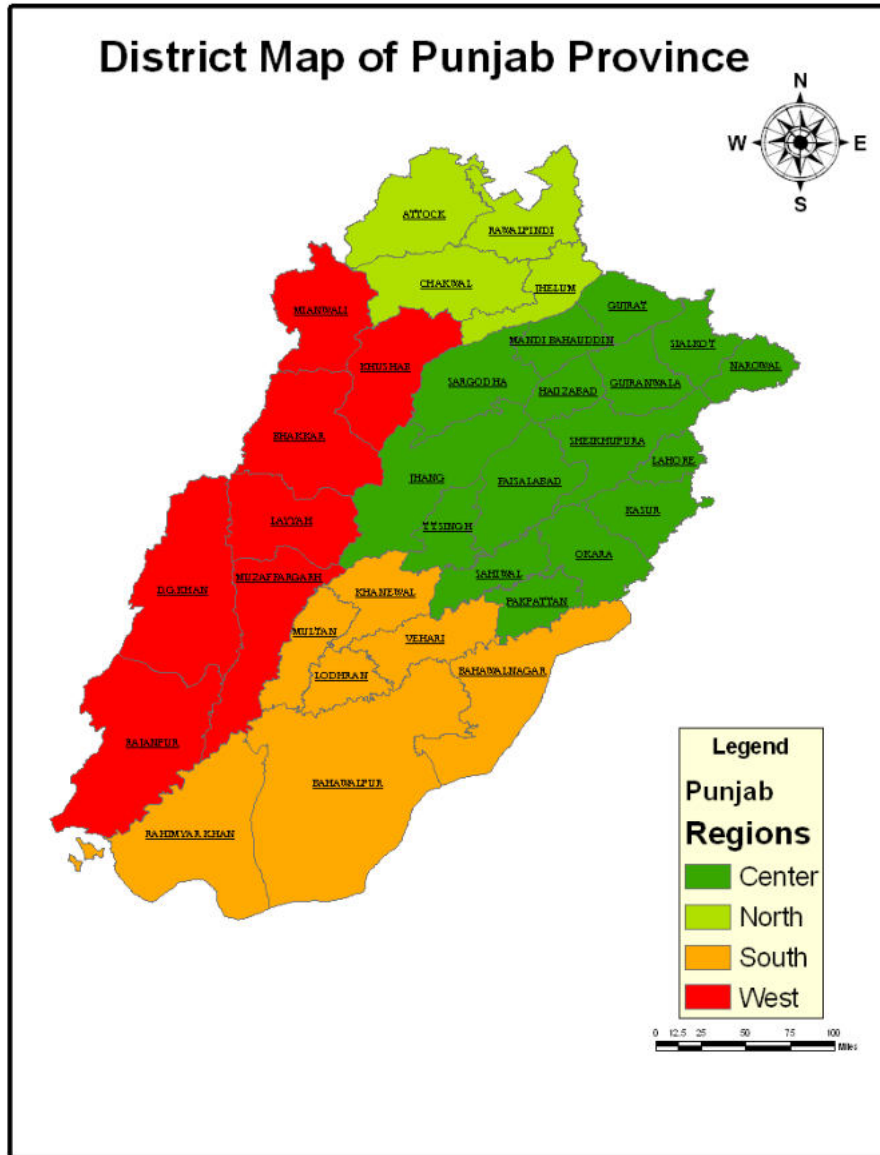 District Map of Punjab Province
N
W E
S
ATTOCK
RAWALPINDI
CHAKWAL
JHELUM
MIANWALI
GUJRAT
MANDI BAHAUDDIN
SIALKOT
KHUSHAB
NAROWAL
SARGODHA
HAFIZABAD
GUJRANWALA
BHAKKAR
SHEIKHUPURA
LAHORE
JHANG
FAISALABAD
KASUR
LAYYAH
T.T.SINGH
OKARA
SAHIWAL
MUZAFFARGARH
D.G.KHAN
KHANEWAL
PAKPATTAN
MULTAN
VEHARI
BAHAWALNAGAR
LODHRAN
RAJANPUR
BAHAWALPUR
RAHIMYAR KHAN
Legend
Punjab
Regions
Center
North
South
West
0 12.5 25 50 75 100
Miles